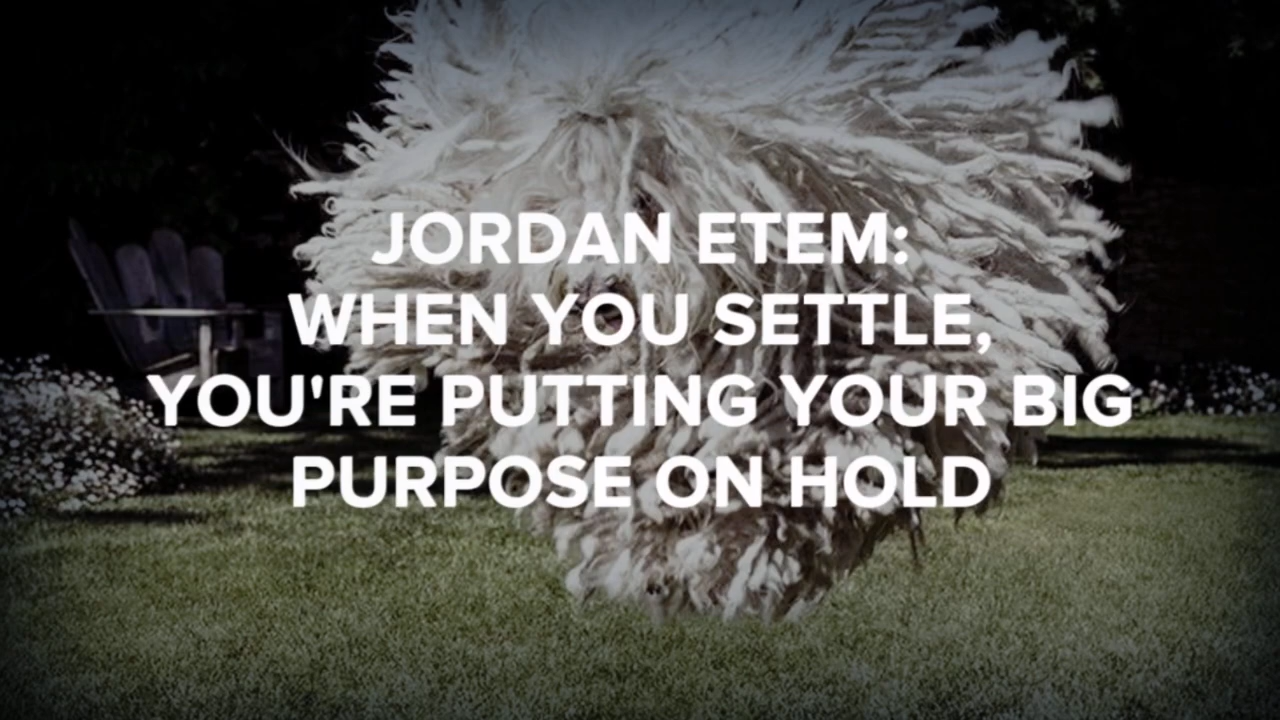 JORDAN ETEM:
WHEN YOU SETTLE,
YOU'RE PUTTING YOUR BIG
PURPOSE ON HOLD